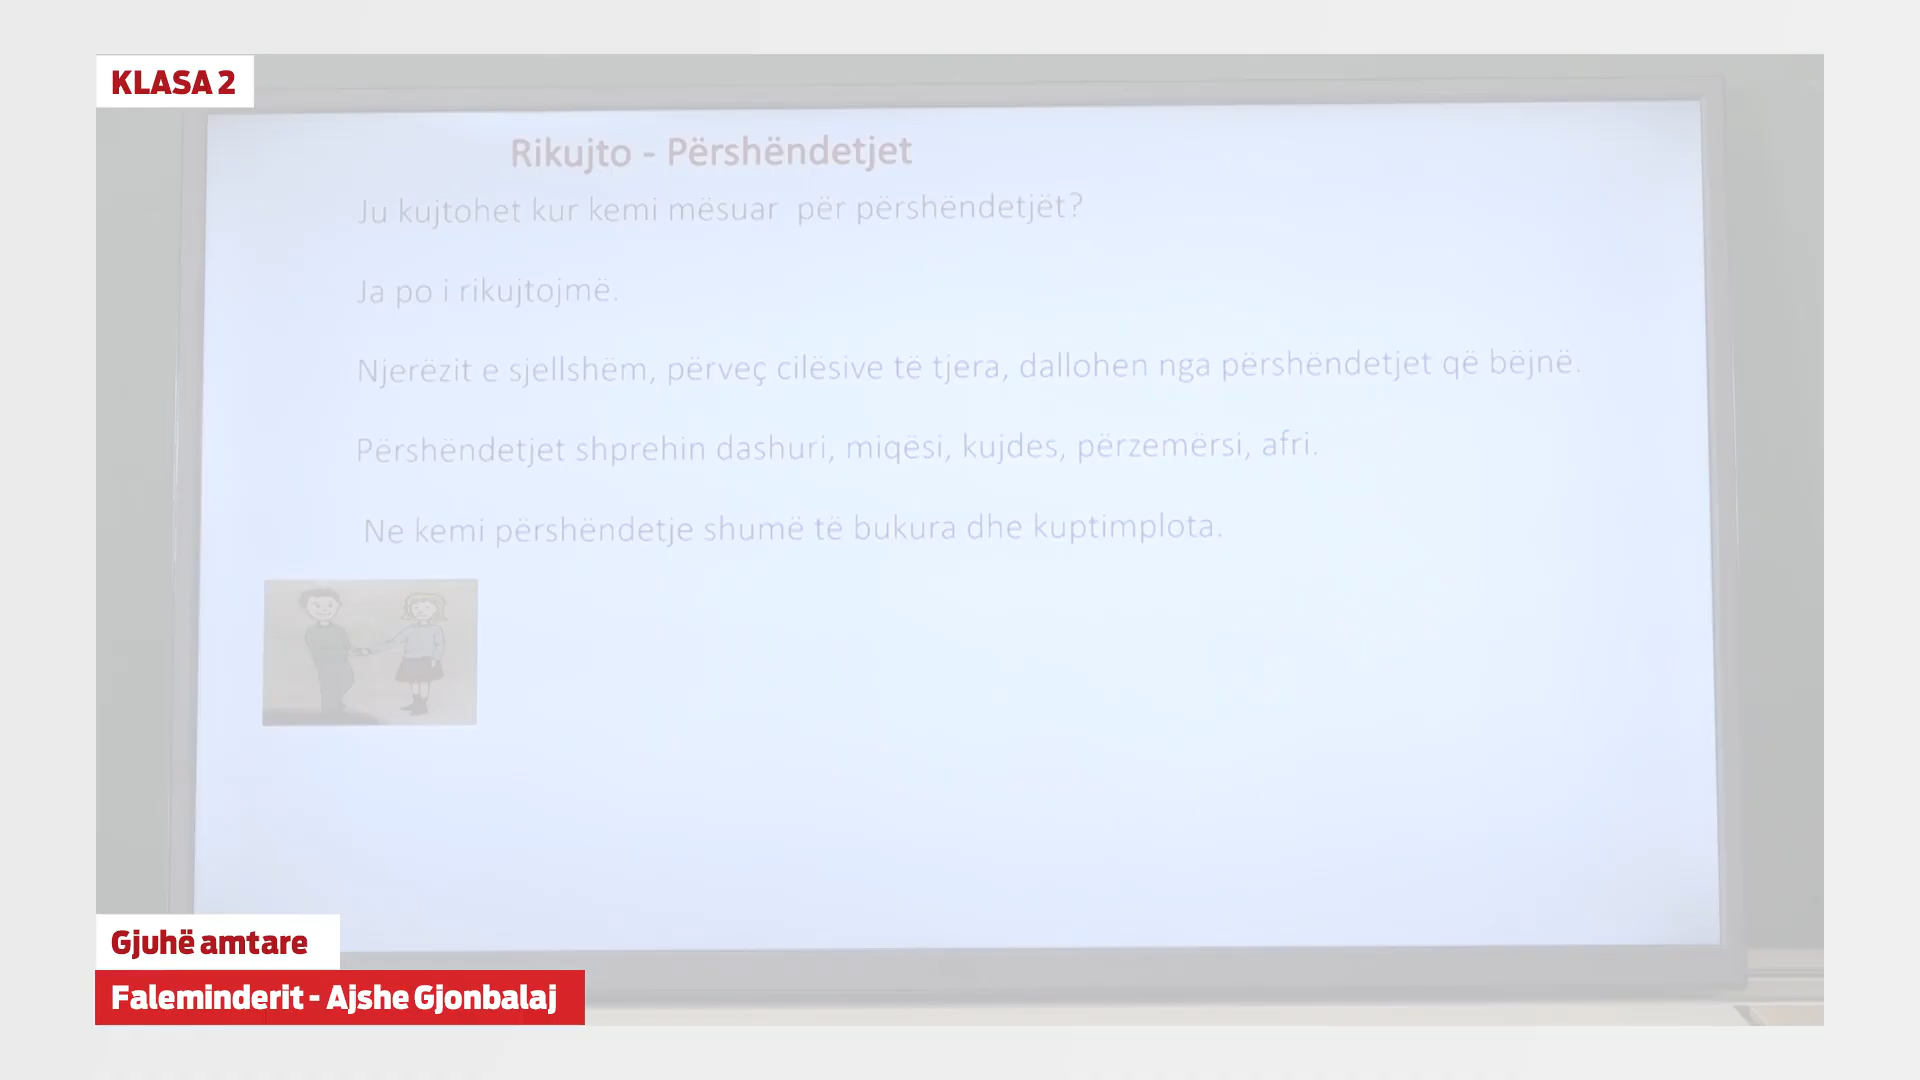 KLASA 2
Rikujto - Përshëndetjet
Ju kujtohet kur kemi mësuar për përshëndetjët?
Ja po i rikujtojmë.
Njerëzit e sjellshëm, përveç cilësive të tjera, dallohen nga përshëndetjet që bëjnë.
Përshëndetjet shprehin dashuri, miqësi, kujdes, përzemërsi, afri.
Ne kemi përshëndetje shumë të bukura dhe kuptimplota.
Gjuhë amtare
Faleminderit - Ajshe Gjonbalaj